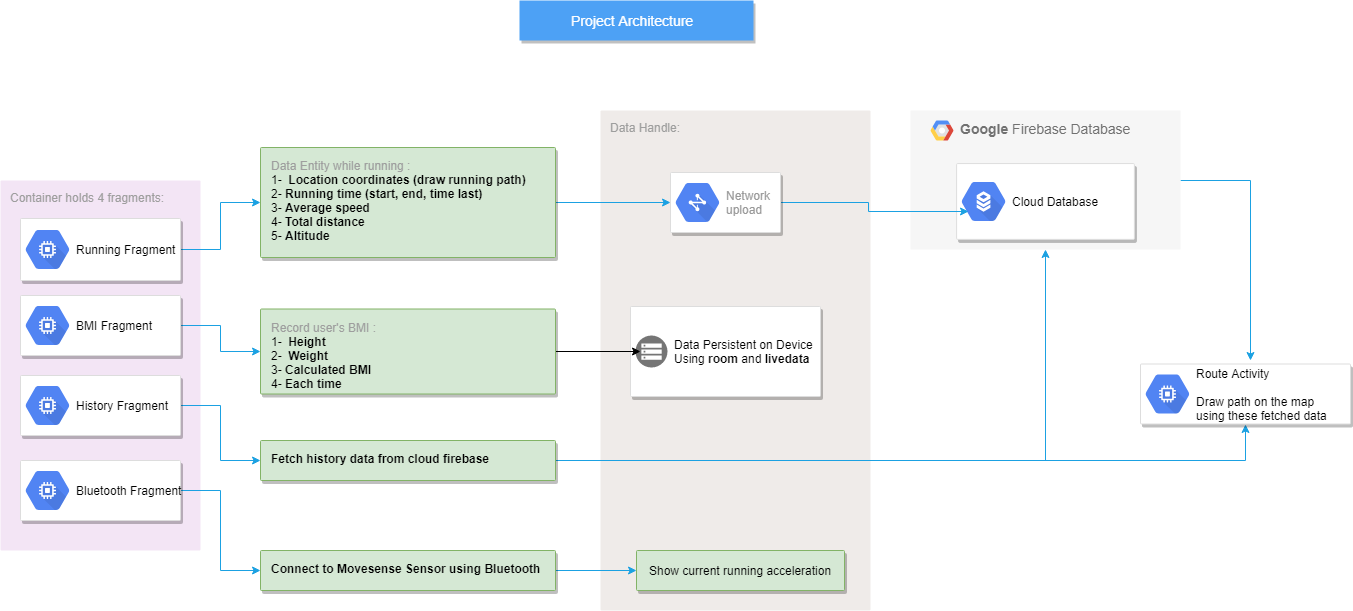 Project Architecture
Container holds 4 fragments:
Running Fragment
BMI Fragment
History Fragment
Bluetooth Fragment
Data Entity while running :
1- Location coordinates (draw running path)
2- Running time (start, end, time last)
3- Average speed
4- Total distance
5- Altitude
Record user's BMI :
1- Height
2- Weight
3- Calculated BMI
4- Each time
Fetch history data from cloud firebase
Connect to Movesense Sensor using Bluetooth
Data Handle:
Network
upload
Data Persistent on Device
Using room and livedata
Show current running acceleration
Google Firebase Database
Cloud Database
Route Activity
Draw path on the map
using these fetched data